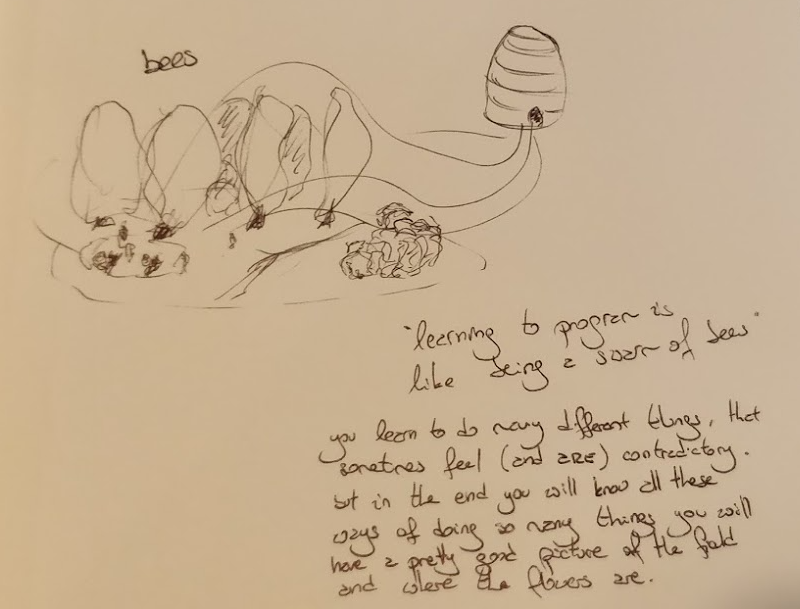 bees
"learning to program is
like being a swarm of bees"
you learn to do many different things, that
sometimes feel (and ARE) contradictory.
but in the end you will know all these
ways of doing so many things you will
have a pretty good picture of the field
and where the flowers are.